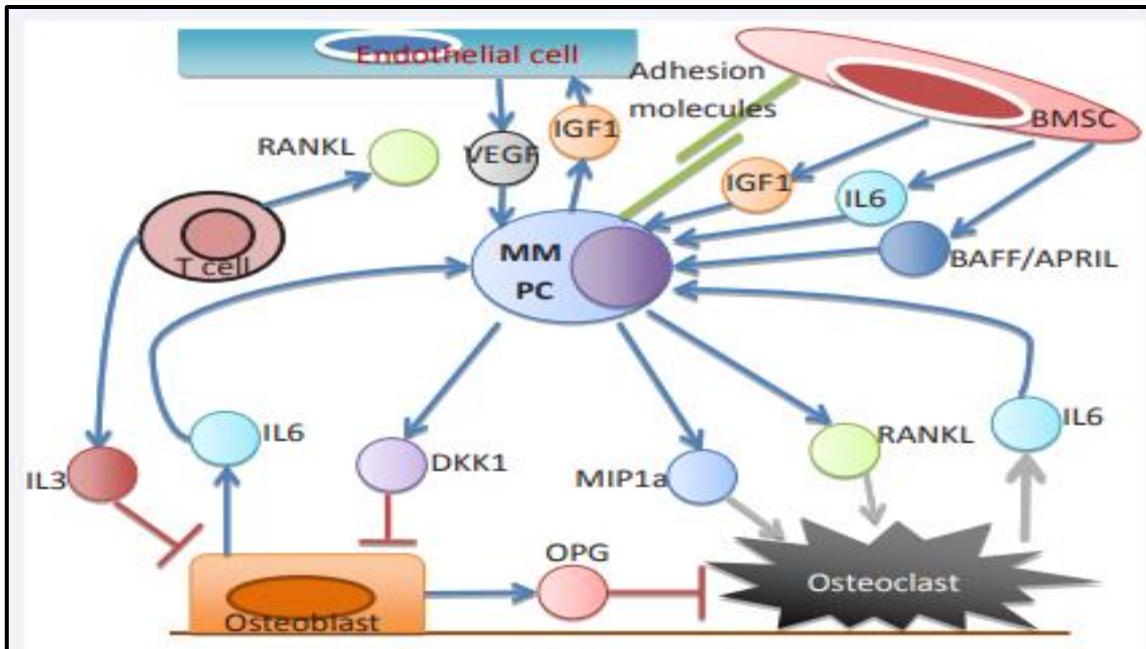 Endothelial cell
Adhesion
molecules
BMSC
RANKL
VEGF
IGF1
IGF1
IL6
T cell
MM
PC
BAFF/APRIL
IL6
DKK1
MIP1a
RANKL
IL6
IL3
OPG
Osteoclast
Osteoblast